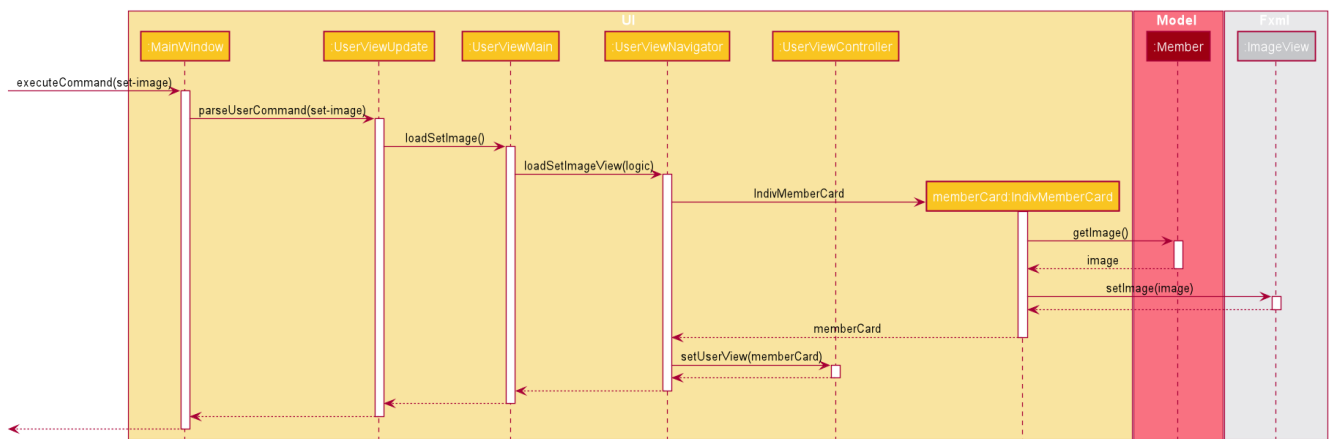 UI
Model
Fxml
:MainWindow
:UserViewUpdate
:UserViewMain
:UserViewNavigator
:UserViewController
:Member
:ImageView
executeCommand(set-image)
parseUserCommand(set-image)
loadSetImage()
loadSetImageView(logic)
IndivMemberCard
memberCard:IndivMemberCard
getImage()
image
setImage(image)
memberCard
setUserView(memberCard)